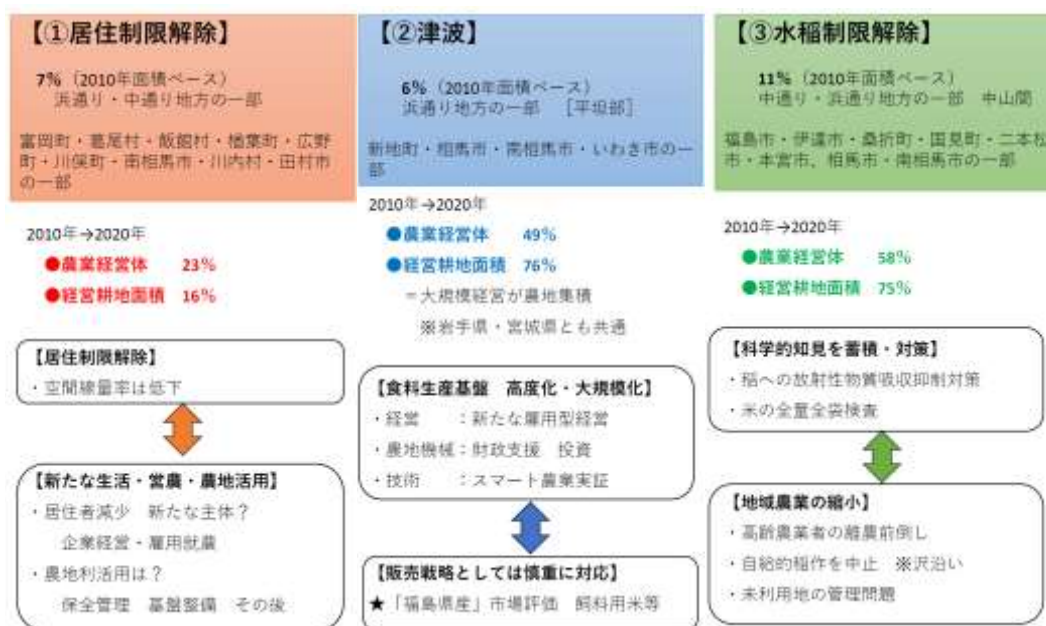 【①居住制限解除】
7%（2010年面積ベース）
浜通り・中通り地方の一部
富岡町・葛尾村・飯館村・楢葉町・広野
町・川俣町・南相馬市・川内村・田村市
の一部
2010年→2020年
●農業経営体 23%
●経営耕地面積 16%
【居住制限解除】
・空間線量率は低下
【新たな生活・営農・農地活用】
・居住者減少 新たな主体？
企業経営・雇用就農
・農地利活用は？
保全管理 基盤整備 その後
【②津波】
6%（2010年面積ベース）
浜通り地方の一部 ［平坦部］
新地町・相馬市・南相馬市・いわき市の一
部
2010年→2020年
●農業経営体 49%
●経営耕地面積 76%
＝大規模経営が農地集積
※岩手県・宮城県とも共通
【食料生産基盤 高度化・大規模化】
・経営 ：新たな雇用型経営
・農地機械：財政支援 投資
・技術 ：スマート農業実証
【販売戦略としては慎重に対応】
★「福島県産」市場評価 飼料用米等
【③水稲制限解除】
11%（2010年面積ベース）
中通り・浜通り地方の一部 中山間
福島市・伊達市・桑折町・国見町・二本松
市・本宮市、相馬市・南相馬市の一部
2010年→2020年
●農業経営体 58%
●経営耕地面積 75%
【科学的知見を蓄積・対策】
・稲への放射性物質吸収抑制対策
・米の全量全袋検査
【地域農業の縮小】
・高齢農業者の離農前倒し
・自給的稲作を中止 ※沢沿い
・未利用地の管理問題